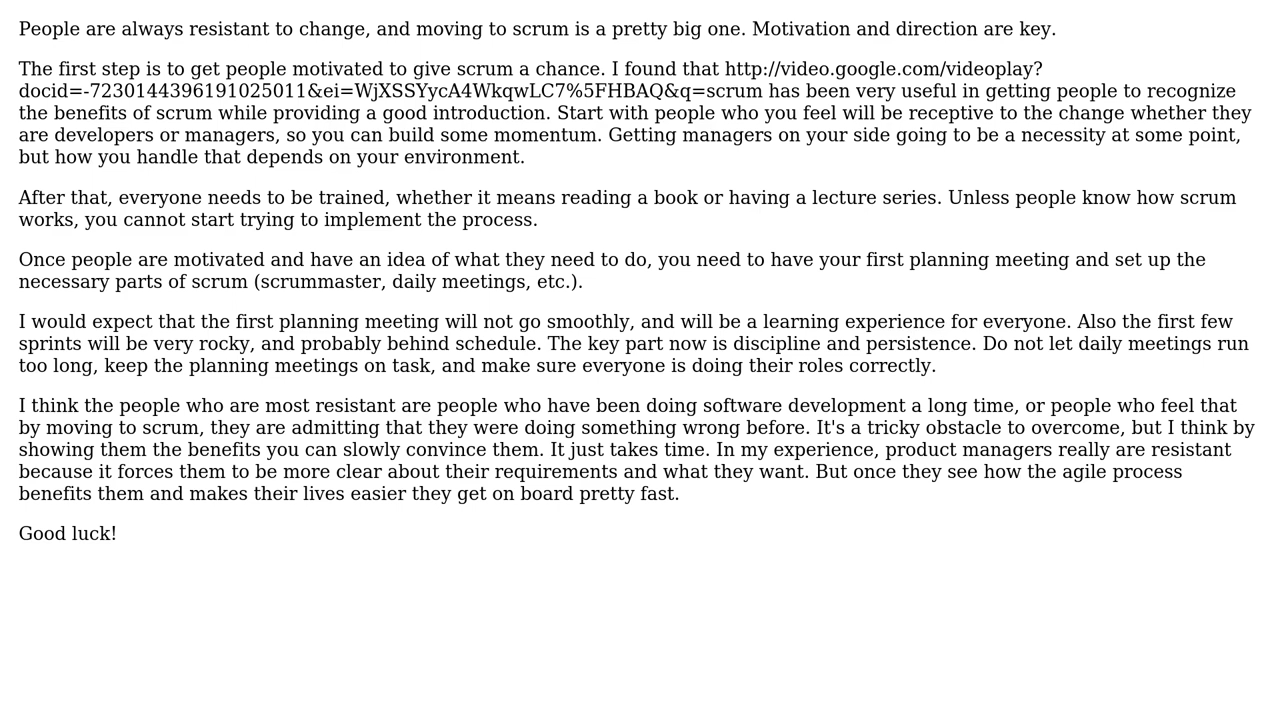 People are always resistant to change, and moving to scrum is a pretty big one. Motivation and direction are key.
The first step is to get people motivated to give scrum a chance. I found that http://video.google.com/videoplay?
docid=-7230144396191025011&ei=WjXSSYycA4WkqwLC7%5FHBAQ&q=scrum has been very useful in getting people to recognize
the benefits of scrum while providing a good introduction. Start with people who you feel will be receptive to the change whether they
are developers or managers, so you can build some momentum. Getting managers on your side going to be a necessity at some point,
but how you handle that depends on your environment.
After that, everyone needs to be trained, whether it means reading a book or having a lecture series. Unless people know how scrum
works, you cannot start trying to implement the process.
Once people are motivated and have an idea of what they need to do, you need to have your first planning meeting and set up the
necessary parts of scrum (scrummaster, daily meetings, etc.).
I would expect that the first planning meeting will not go smoothly, and will be a learning experience for everyone. Also the first few
sprints will be very rocky, and probably behind schedule. The key part now is discipline and persistence. Do not let daily meetings run
too long, keep the planning meetings on task, and make sure everyone is doing their roles correctly.
I think the people who are most resistant are people who have been doing software development a long time, or people who feel that
by moving to scrum, they are admitting that they were doing something wrong before. It's a tricky obstacle to overcome, but I think by
showing them the benefits you can slowly convince them. It just takes time. In my experience, product managers really are resistant
because it forces them to be more clear about their requirements and what they want. But once they see how the agile process
benefits them and makes their lives easier they get on board pretty fast.
Good luck!